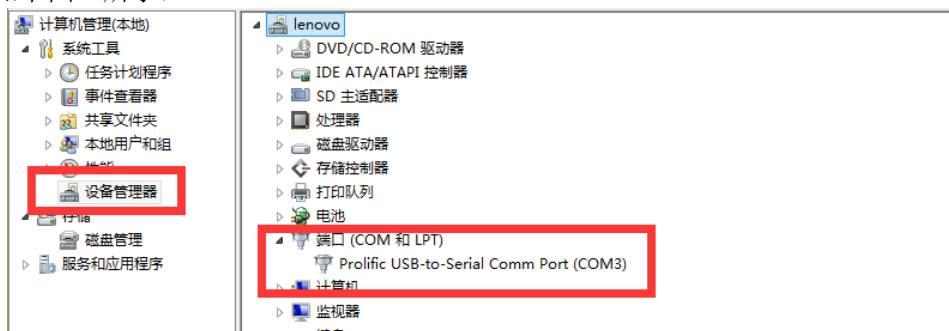 计算机管理(本地)
系统工具
任务计划程序
事件查看器
共享文件夹
本地用户和组
性能
设备管理器
存储
磁盘管理
服务和应用程序
lenovo
DVD/CD-ROM 驱动器
IDE ATA/ATAPI 控制器
SD 主适配器
处理器
磁盘驱动器
存储控制器
打印队列
电池
端口 (COM 和 LPT)
Prolific USB-to-Serial Comm Port (COM3)
计算机
监视器